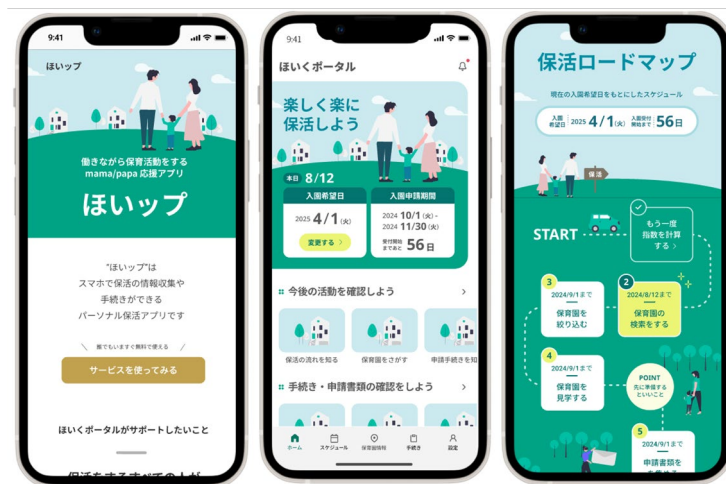 9:41
ほいップ
働きながら保育活動をする
mama/papa 応援アプリ
ほいップ
"ほいップ"は
スマホで保活の情報収集や
手続きができる
パーソナル保活アプリです
誰でもいますぐ無料で使える
サービスを使ってみる
ほいくポータルがサポートしたいこと
保活をするすべての人が
9:41
ほいくポータル
楽しく楽に
保活しよう
本日 8/12
入園希望日
2025 4/1(火)
変更する >
入園申請期間
2024 10/1(火)-
2024 11/30(火)
受付開始
まであと 56日
今後の活動を確認しよう >
保活の流れを知る
保育園をさがす
申請手続きを知
手続き・申請書類の確認をしよう >
ホーム
スケジュール
保育園情報
手続き
設定
保活ロードマップ
現在の入園希望日をもとにしたスケジュール
入園
希望日 2025 4/1(火)
入園受付
開始まで 56日
保活
START
もう一度
指数を計算
する >
3
2024/9/1まで
保育園を
絞り込む
2
2024/8/12まで
保育園の
検索をする
4
2024/9/1まで
保育園を
見学する
POINT
先に準備する
といいこと
5
2024/9/1まで
申請書類を